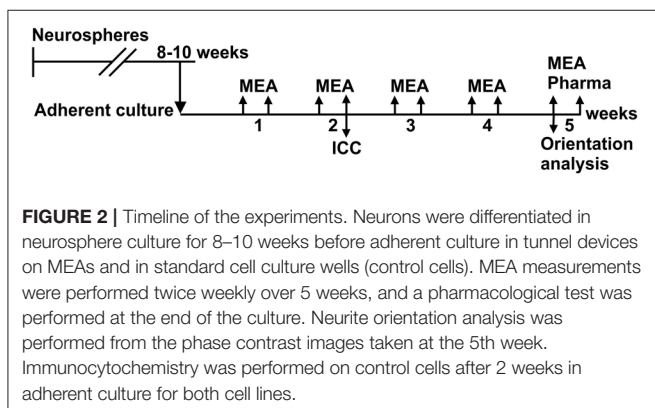 Neurospheres
8-10 weeks
Adherent culture
MEA MEA MEA MEA MEA
Pharma
1 2 3 4 5 weeks
ICC
Orientation
analysis
FIGURE 2 | Timeline of the experiments. Neurons were differentiated in
neurosphere culture for 8–10 weeks before adherent culture in tunnel devices
on MEAs and in standard cell culture wells (control cells). MEA measurements
were performed twice weekly over 5 weeks, and a pharmacological test was
performed at the end of the culture. Neurite orientation analysis was
performed from the phase contrast images taken at the 5th week.
Immunocytochemistry was performed on control cells after 2 weeks in
adherent culture for both cell lines.